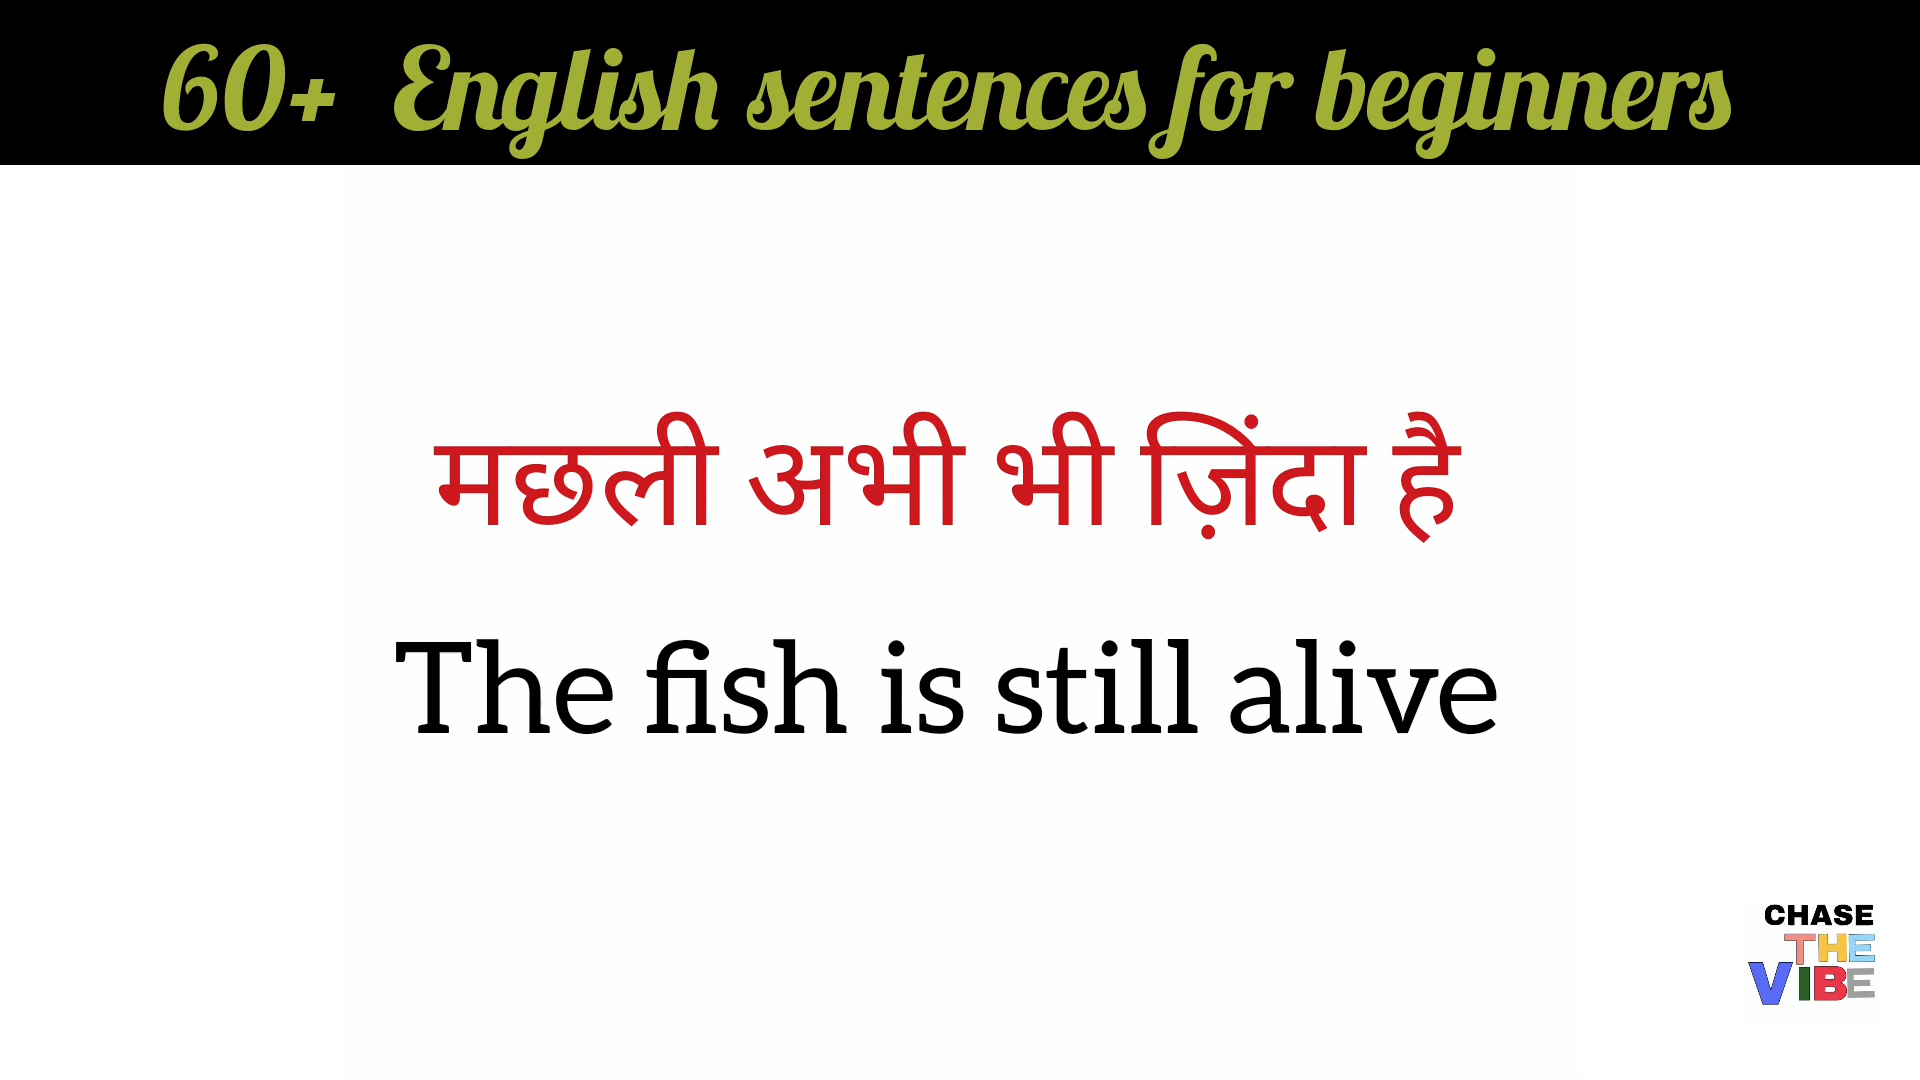 60+ English sentences for beginners
मछली अभी भी ज़िंदा है
The fish is still alive
CHASE
THE
VIBE